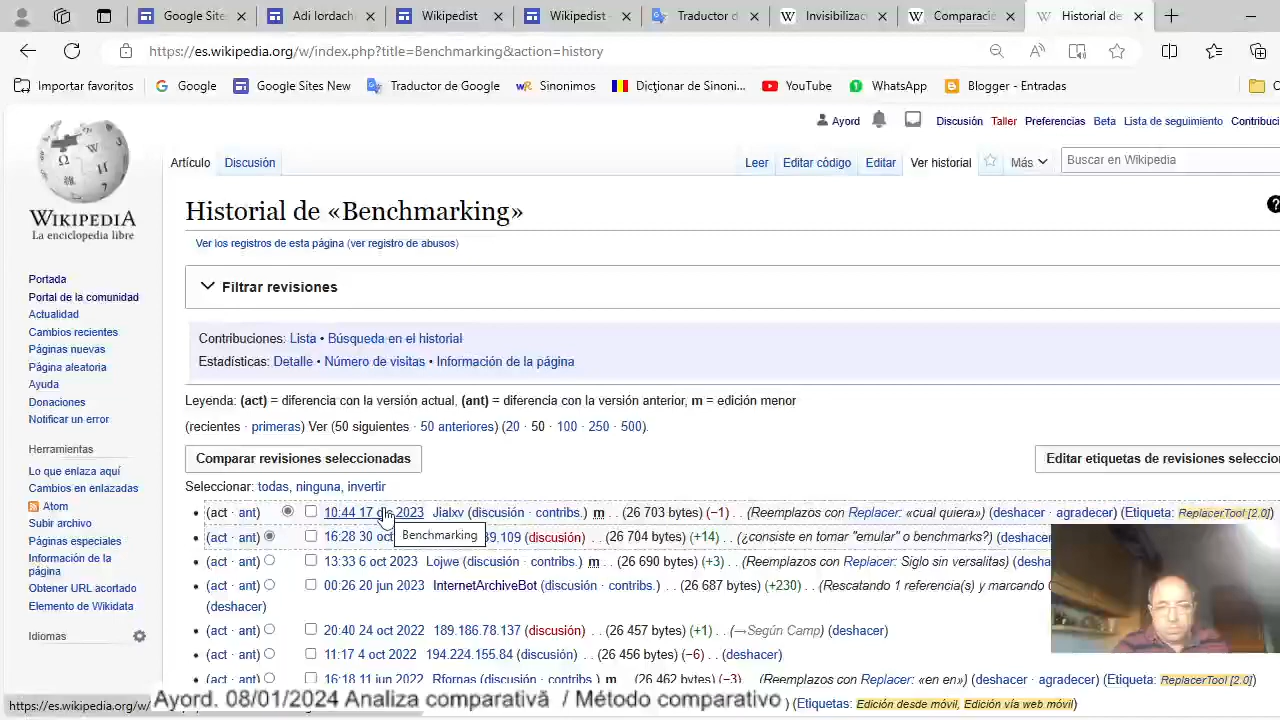 Google Site
Adi Iordach
Wikipedist
Wikipedist
Traductor d
Invisibiliza
Comparació
Historial de
https://es.wikipedia.org/w/index.php?title=Benchmarking&action=history
Importar favoritos
Google
Google Sites New
Traductor de Google
Sinonimos
Dicționar de Sinoni...
YouTube
WhatsApp
Blogger - Entradas
Ayord Discusión Taller Preferencias Beta Lista de seguimiento Contribuci
Artículo Discusión Leer Editar código Editar Ver historial Más Buscar en Wikipedia
WIKIPEDIA
La enciclopedia libre
Portada
Portal de la comunidad
Actualidad
Cambios recientes
Páginas nuevas
Página aleatoria
Ayuda
Donaciones
Notificar un error
Herramientas
Lo que enlaza aquí
Cambios en enlazadas
Atom
Subir archivo
Páginas especiales
Información de la
página
Obtener URL acortado
Elemento de Wikidata
Idiomas
Historial de «Benchmarking»
Ver los registros de esta página (ver registro de abusos)
Filtrar revisiones
Contribuciones: Lista • Búsqueda en el historial
Estadísticas: Detalle • Número de visitas • Información de la página
Leyenda: (act) = diferencia con la versión actual, (ant) = diferencia con la versión anterior, m = edición menor
(recientes · primeras) Ver (50 siguientes · 50 anteriores) (20 · 50 · 100 · 250 · 500).
Comparar revisiones seleccionadas Editar etiquetas de revisiones seleccio
Seleccionar: todas, ninguna, invertir
(act · ant) 10:44 17 dic 2023 Jialxv (discusión · contribs.) m . . (26 703 bytes) (−1) . . (Reemplazos con Replacer: «cual quiera») (deshacer · agradecer) (Etiqueta: ReplacerTool [2.0])
(act · ant) 16:28 30 oct 39.109 (discusión) . . (26 704 bytes) (+14) . . (¿consiste en tomar "emular" o benchmarks?) (deshace
Benchmarking
(act · ant) 13:33 6 oct 2023 Lojwe (discusión · contribs.) m . . (26 690 bytes) (+3) . . (Reemplazos con Replacer: Siglo sin versalitas) (desha
(act · ant) 00:26 20 jun 2023 InternetArchiveBot (discusión · contribs.) . . (26 687 bytes) (+230) . . (Rescatando 1 referencia(s) y marcando
(deshacer)
(act · ant) 20:40 24 oct 2022 189.186.78.137 (discusión) . . (26 457 bytes) (+1) . . (→Según Camp) (deshacer)
(act · ant) 11:17 4 oct 2022 194.224.155.84 (discusión) . . (26 456 bytes) (−6) . . (deshacer)
(act · ant) 16:18 11 jun 2022 Rfornas (discusión · contribs.) m . . (26 462 bytes) (−3) . . (Reemplazos con Replacer: «en en») (deshacer · agradecer) (Etiqueta: ReplacerTool [2.0])
) (Etiquetas: Edición desde móvil, Edición vía web móvil)
https://es.wikipedia.org/w/
Ayord. 08/01/2024 Analiza comparativă / Método comparativo